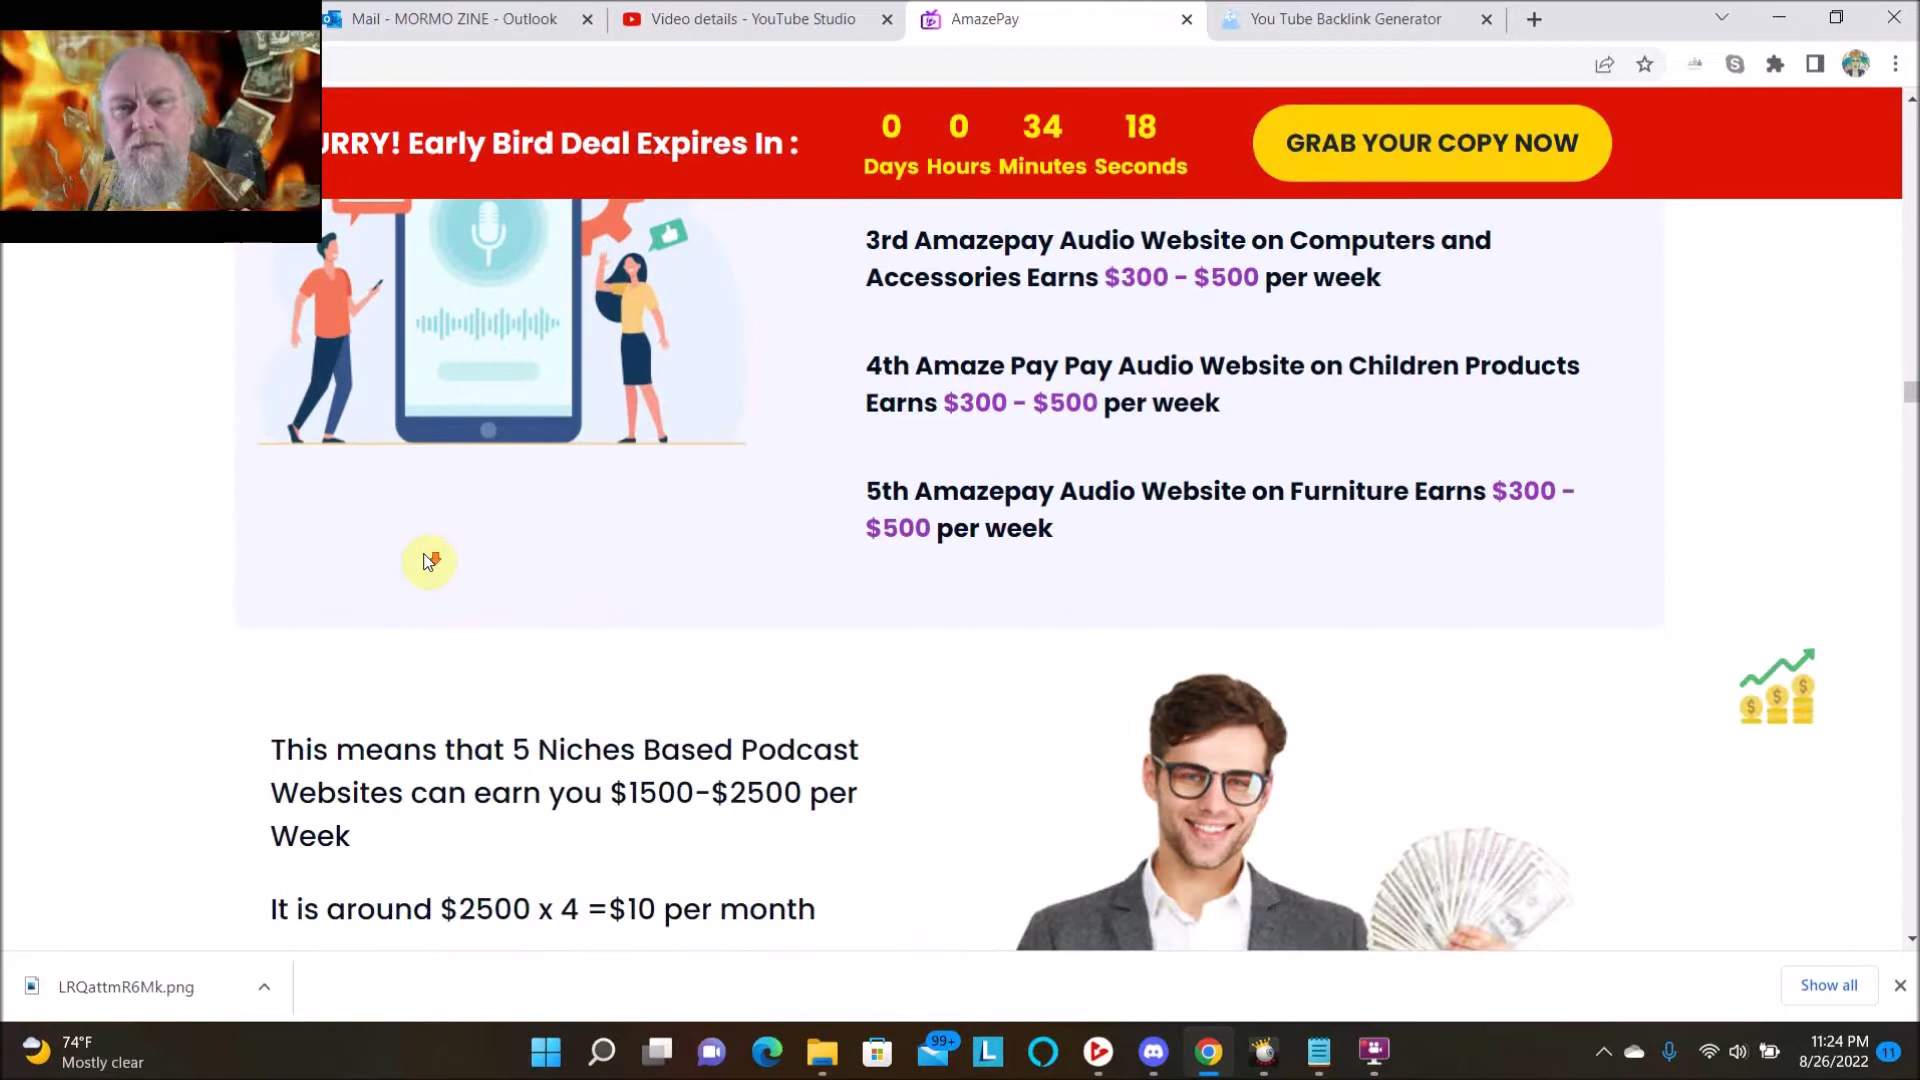 Mail - MORMO ZINE - Outlook
Video details - YouTube Studio
AmazePay
You Tube Backlink Generator
URRY! Early Bird Deal Expires In :
0 0 34 18
Days Hours Minutes Seconds
GRAB YOUR COPY NOW
3rd Amazepay Audio Website on Computers and
Accessories Earns $300 - $500 per week
4th Amaze Pay Pay Audio Website on Children Products
Earns $300 - $500 per week
5th Amazepay Audio Website on Furniture Earns $300 -
$500 per week
This means that 5 Niches Based Podcast
Websites can earn you $1500-$2500 per
Week
It is around $2500 x 4 =$10 per month
LRQattmR6Mk.png
Show all
74°F
Mostly clear
99+
L
11:24 PM
8/26/2022
11